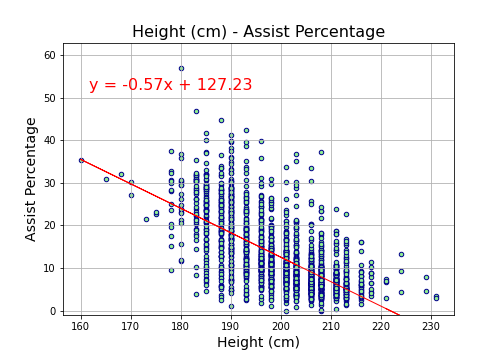 Height (cm) - Assist Percentage
y = -0.57x + 127.23
Assist Percentage
60
50
40
30
20
10
0
160 170 180 190 200 210 220 230
Height (cm)